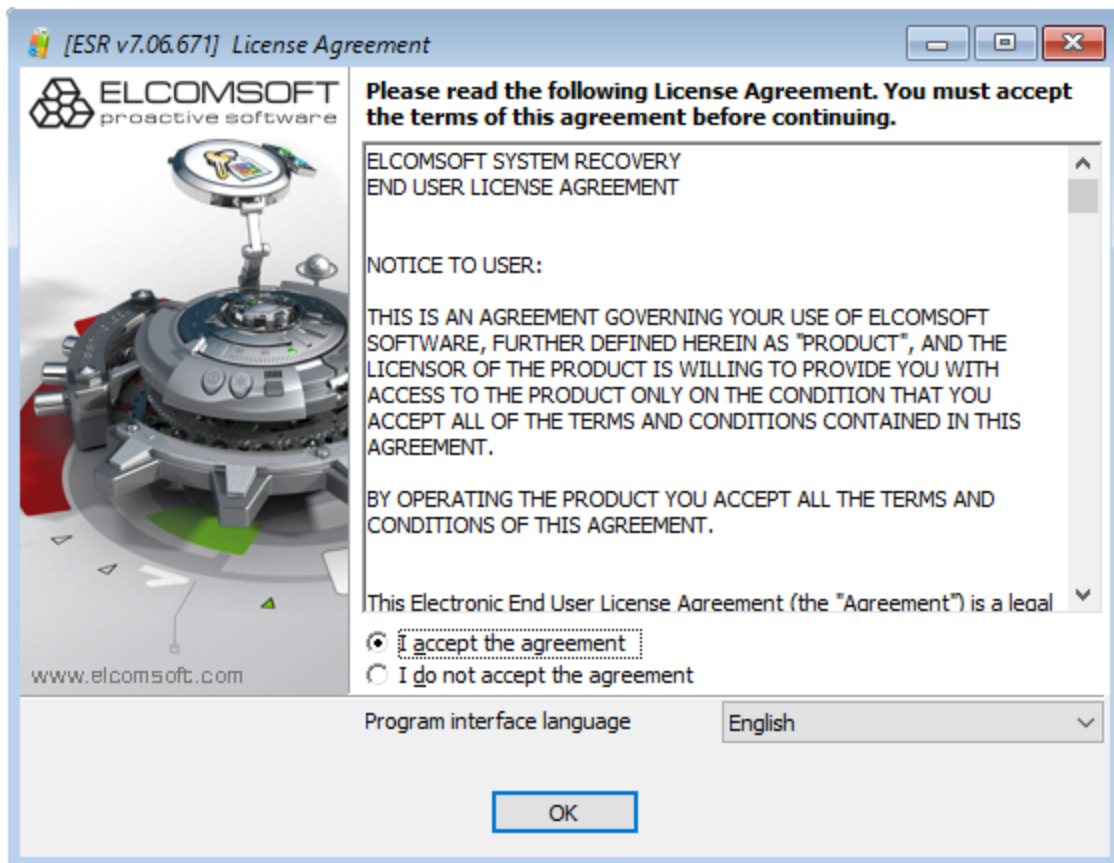 [ESR v7.06.671] License Agreement
ELCOMSOFT
proactive software
Please read the following License Agreement. You must accept
the terms of this agreement before continuing.
ELCOMSOFT SYSTEM RECOVERY
END USER LICENSE AGREEMENT
NOTICE TO USER:
THIS IS AN AGREEMENT GOVERNING YOUR USE OF ELCOMSOFT
SOFTWARE, FURTHER DEFINED HEREIN AS "PRODUCT", AND THE
LICENSOR OF THE PRODUCT IS WILLING TO PROVIDE YOU WITH
ACCESS TO THE PRODUCT ONLY ON THE CONDITION THAT YOU
ACCEPT ALL OF THE TERMS AND CONDITIONS CONTAINED IN THIS
AGREEMENT.
BY OPERATING THE PRODUCT YOU ACCEPT ALL THE TERMS AND
CONDITIONS OF THIS AGREEMENT.
This Electronic End User License Agreement (the "Agreement") is a legal
I accept the agreement
I do not accept the agreement
www.elcomsoft.com
Program interface language
English
OK